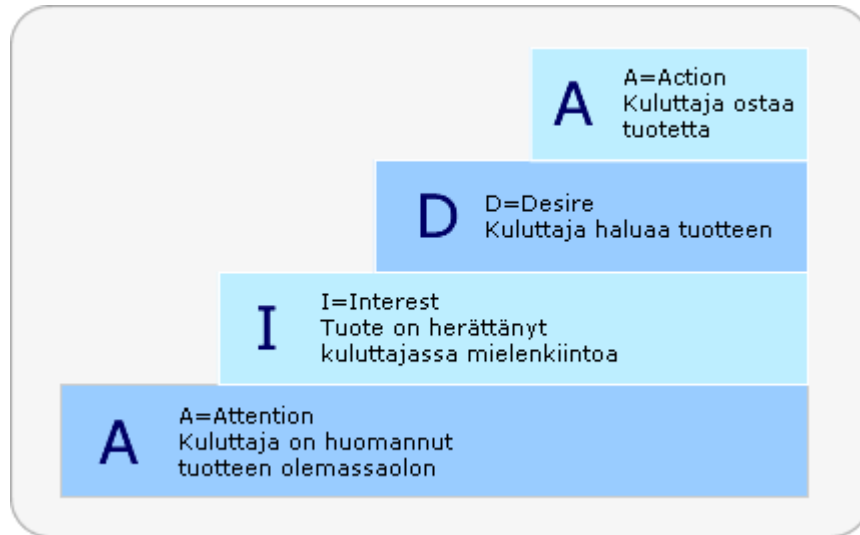 A
A=Action
Kuluttaja ostaa
tuotetta
D
D=Desire
Kuluttaja haluaa tuotteen
I
I=Interest
Tuote on herättänyt
kuluttajassa mielenkiintoa
A
A=Attention
Kuluttaja on huomannut
tuotteen olemassaolon